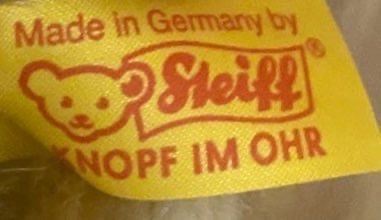 Made in Germany by
Steiff®
KNOPF IM OHR